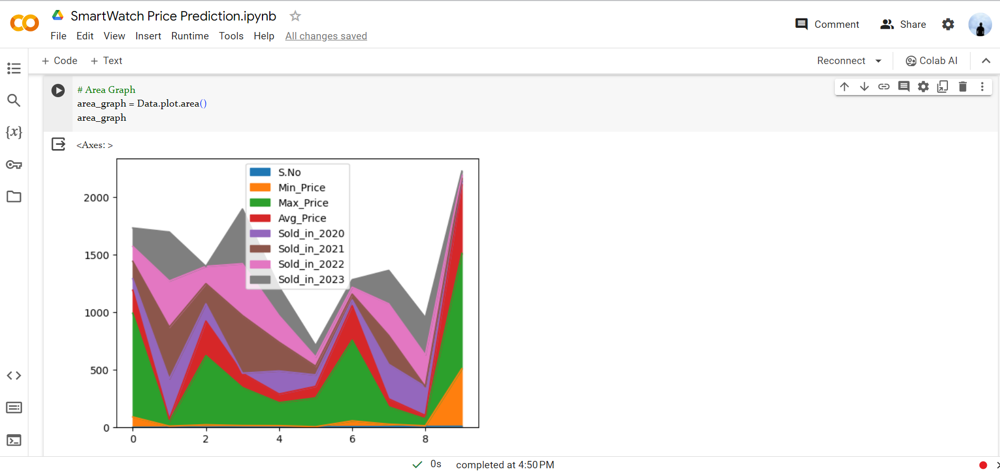 SmartWatch Price Prediction.ipynb
File Edit View Insert Runtime Tools Help All changes saved
Comment Share
+ Code + Text
Reconnect Colab AI
# Area Graph
area_graph = Data.plot.area()
area_graph
{x}
<Axes: >
S.No
Min_Price
Max_Price
Avg_Price
Sold_in_2020
Sold_in_2021
Sold_in_2022
Sold_in_2023
2000
1500
1000
500
0
0 2 4 6 8
0s completed at 4:50 PM